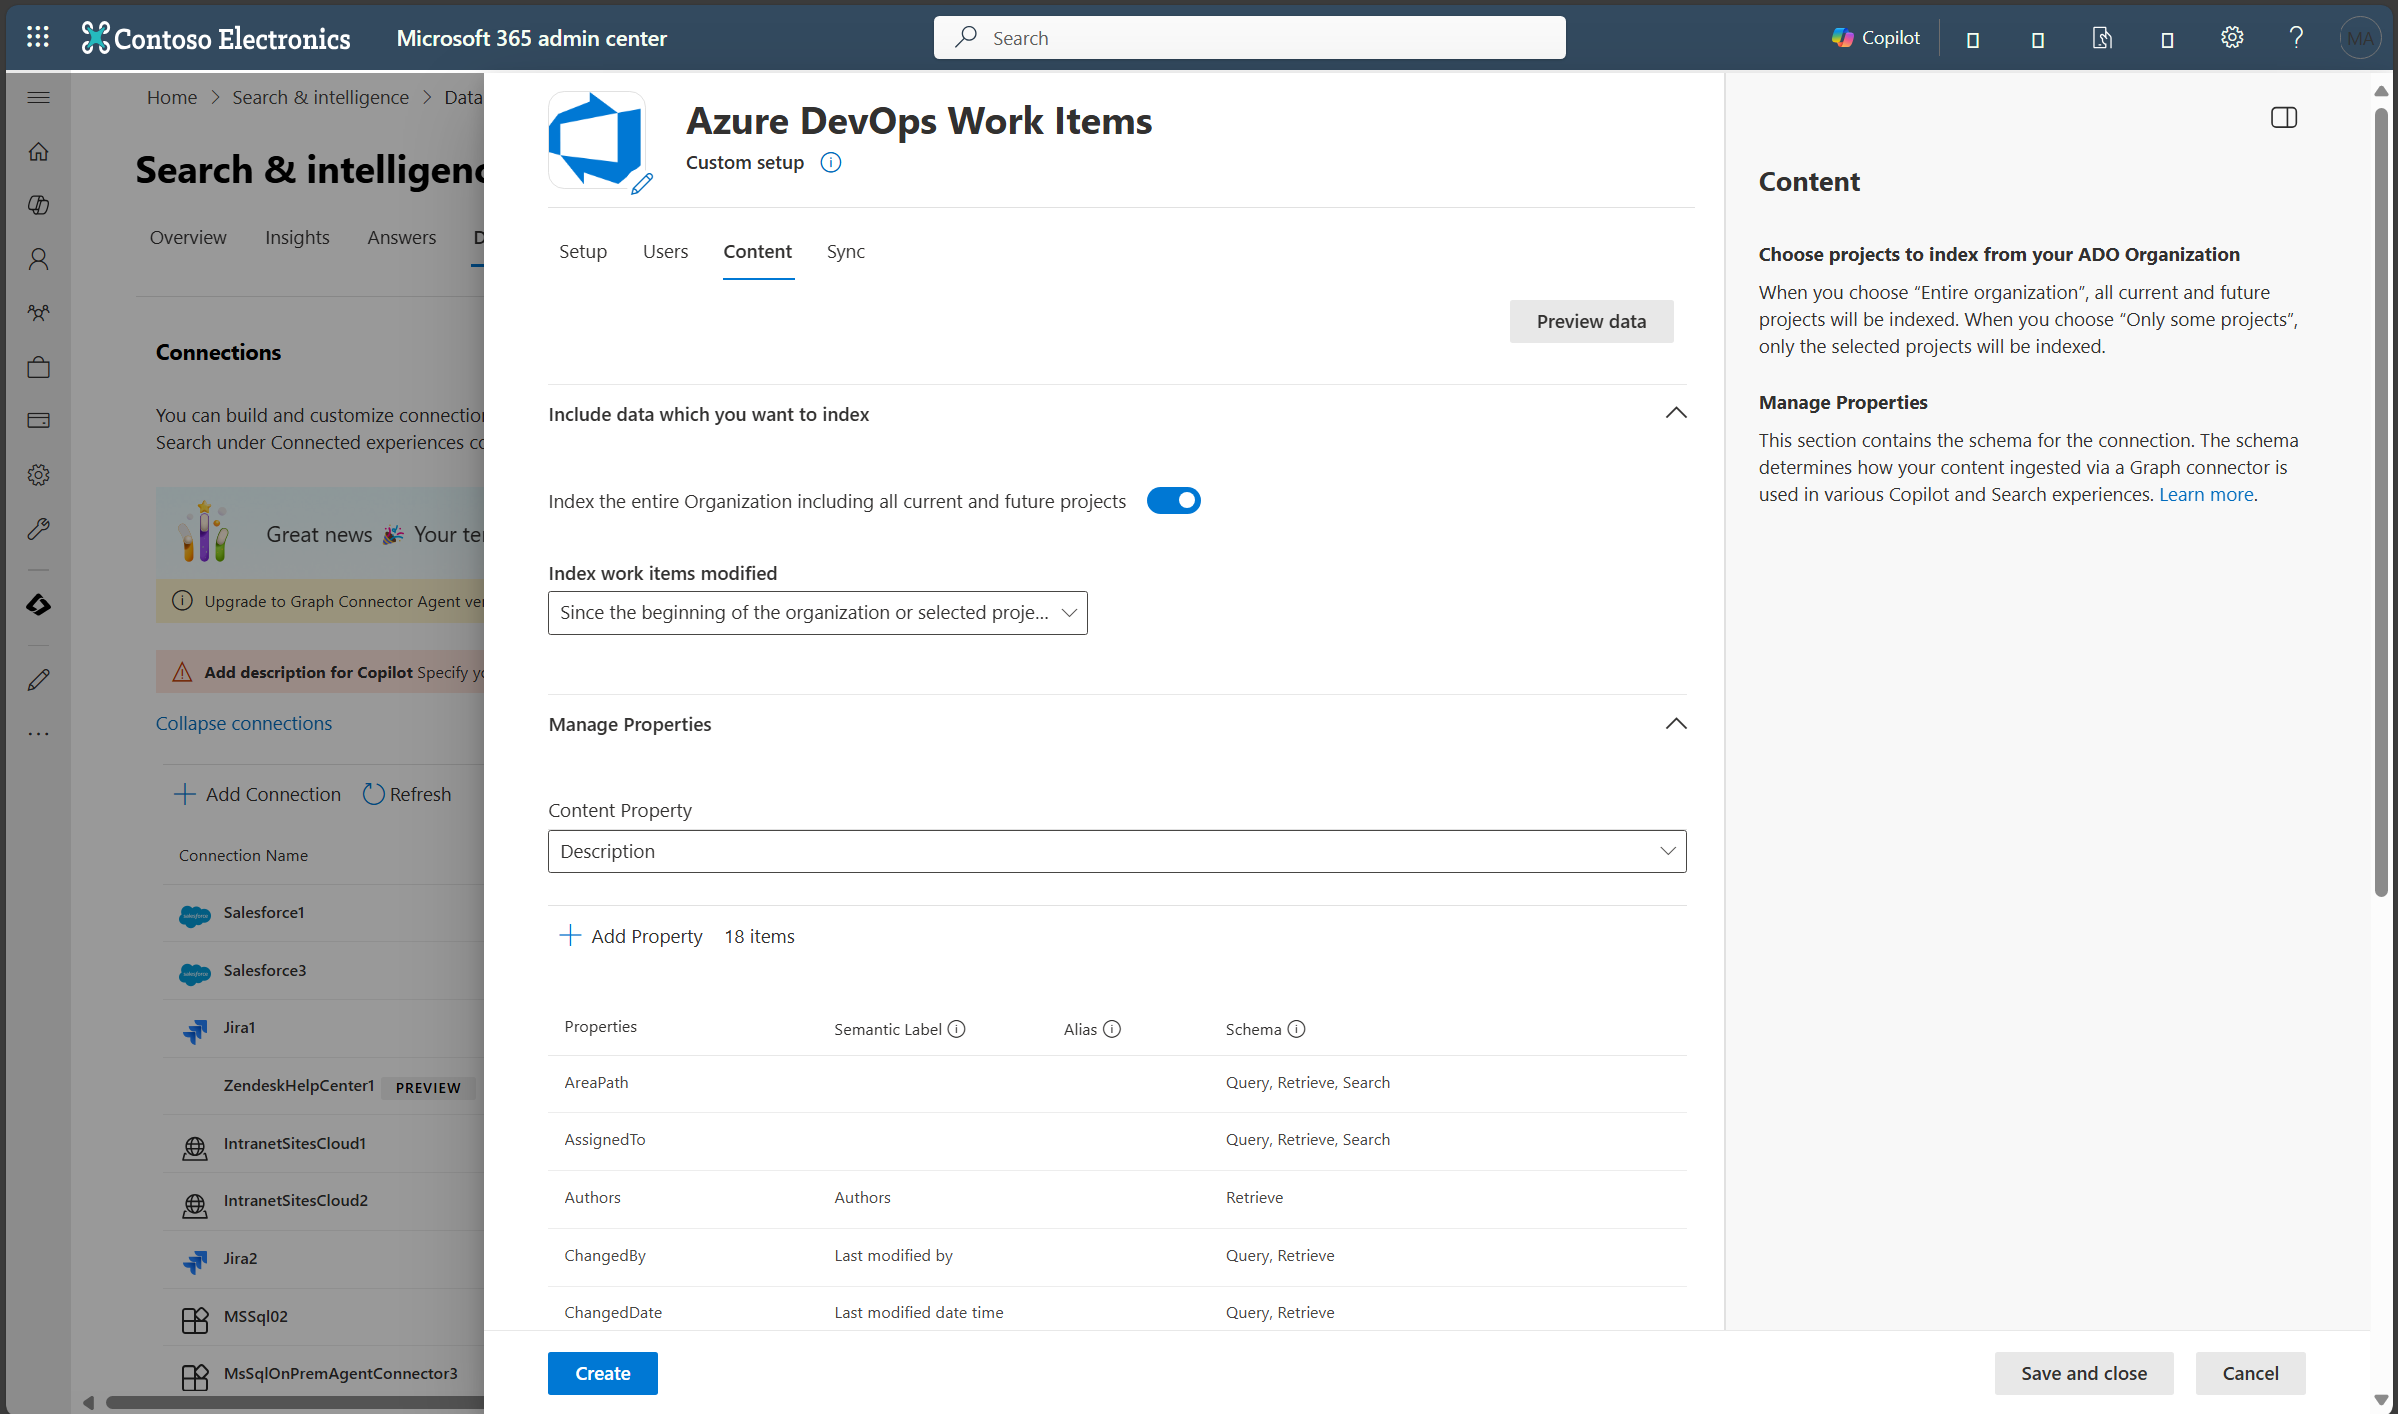 Contoso Electronics
Microsoft 365 admin center
Search
Copilot
MA
Home > Search & intelligence > Data
Search & intelligenc
Overview
Insights
Answers
D
Connections
You can build and customize connection
Search under Connected experiences co
Great news 🎉 Your te
Upgrade to Graph Connector Agent ver
Add description for Copilot Specify yo
Collapse connections
Add Connection
Refresh
Connection Name
Salesforce1
Salesforce3
Jira1
ZendeskHelpCenter1 PREVIEW
IntranetSitesCloud1
IntranetSitesCloud2
Jira2
MSSql02
MsSqlOnPremAgentConnector3
Azure DevOps Work Items
Custom setup
Setup
Users
Content
Sync
Preview data
Include data which you want to index
Index the entire Organization including all current and future projects
Index work items modified
Since the beginning of the organization or selected proje...
Manage Properties
Content Property
Description
Add Property
18 items
Properties Semantic Label Alias Schema
AreaPath Query, Retrieve, Search
AssignedTo Query, Retrieve, Search
Authors Authors Retrieve
ChangedBy Last modified by Query, Retrieve
ChangedDate Last modified date time Query, Retrieve
Create
Save and close
Cancel
Content
Choose projects to index from your ADO Organization
When you choose “Entire organization”, all current and future
projects will be indexed. When you choose “Only some projects”,
only the selected projects will be indexed.
Manage Properties
This section contains the schema for the connection. The schema
determines how your content ingested via a Graph connector is
used in various Copilot and Search experiences. Learn more.